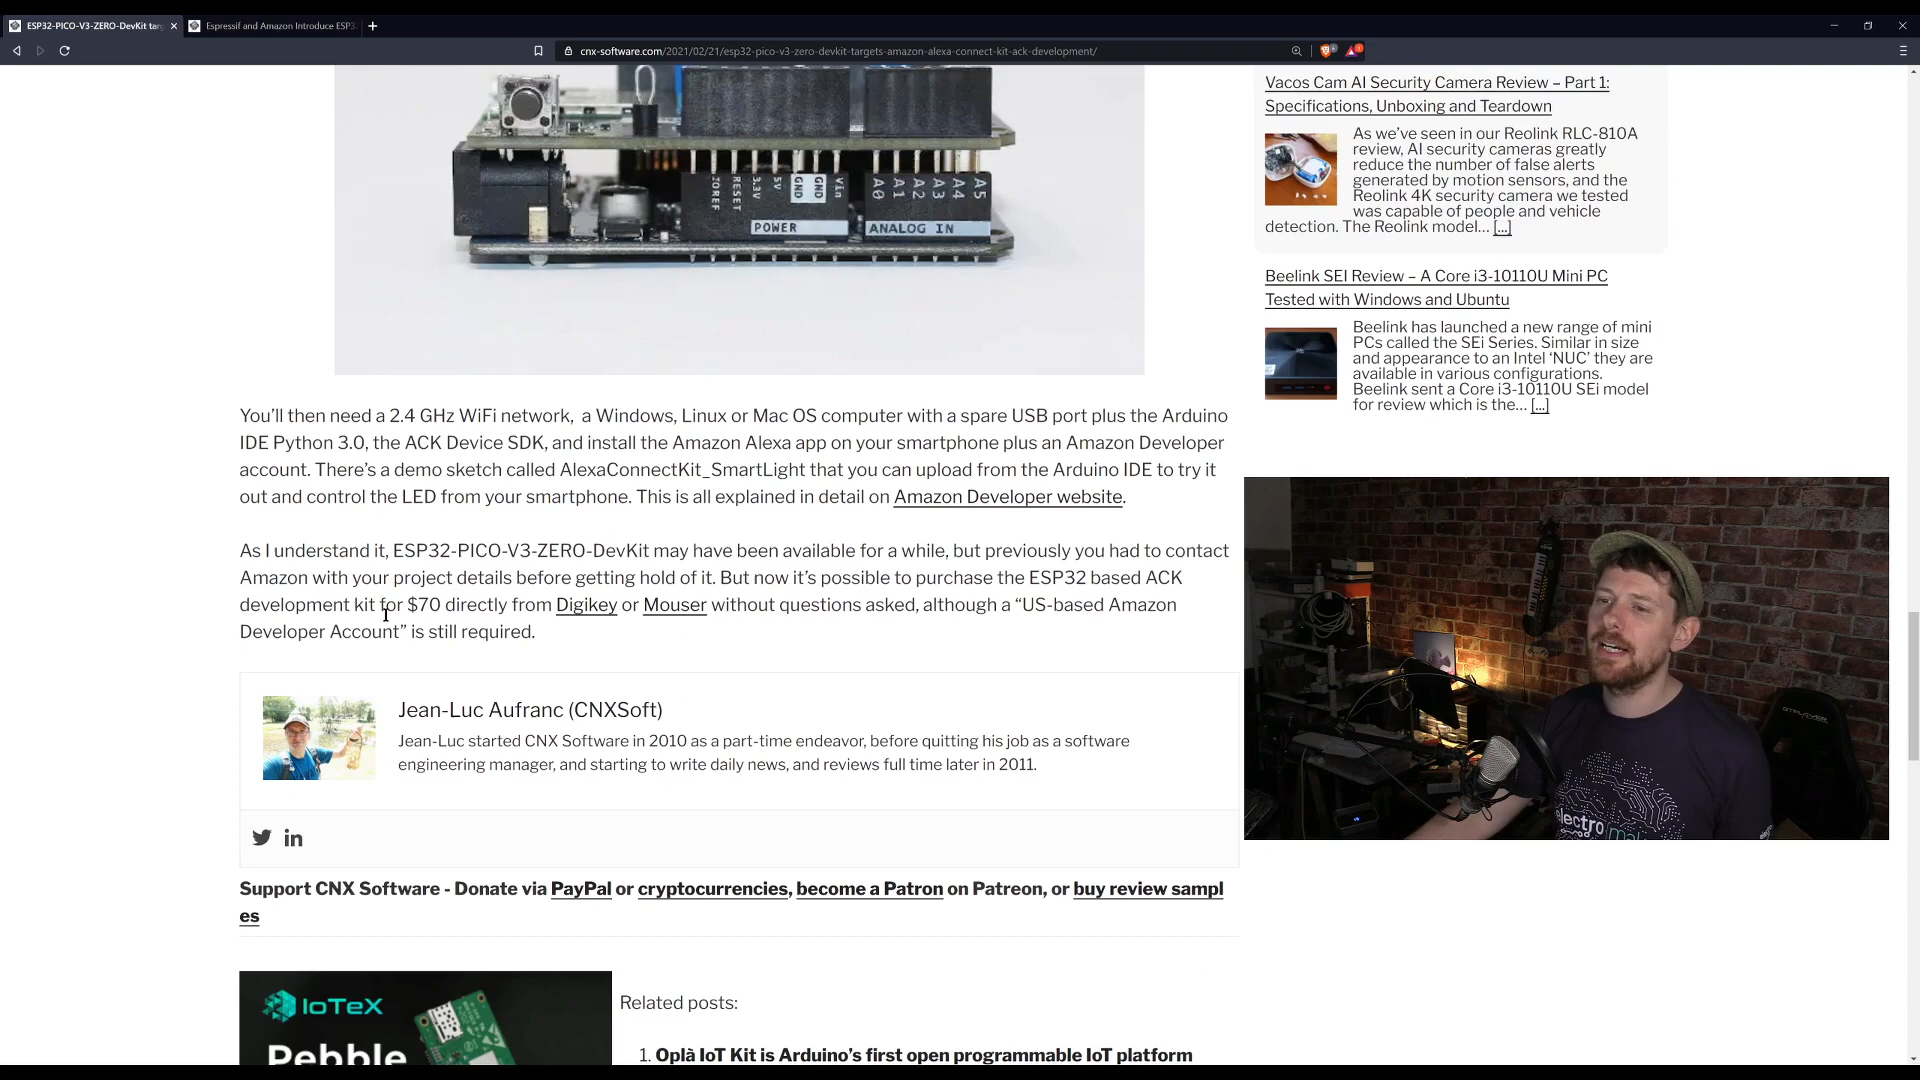 ESP32-PICO-V3-ZERO-DevKit tar
Espressif and Amazon Introduce ESP3
cnx-software.com/2021/02/21/esp32-pico-v3-zero-devkit-targets-amazon-alexa-connect-kit-ack-development/
IOREF
RESET
3.3V
5V
GND
GND
Vin
A0
A1
A2
A3
A4
A5
POWER
ANALOG IN
You'll then need a 2.4 GHz WiFi network, a Windows, Linux or Mac OS computer with a spare USB port plus the Arduino
IDE Python 3.0, the ACK Device SDK, and install the Amazon Alexa app on your smartphone plus an Amazon Developer
account. There's a demo sketch called AlexaConnectKit_SmartLight that you can upload from the Arduino IDE to try it
out and control the LED from your smartphone. This is all explained in detail on Amazon Developer website.
As I understand it, ESP32-PICO-V3-ZERO-DevKit may have been available for a while, but previously you had to contact
Amazon with your project details before getting hold of it. But now it's possible to purchase the ESP32 based ACK
development kit for $70 directly from Digikey or Mouser without questions asked, although a “US-based Amazon
Developer Account” is still required.
Jean-Luc Aufranc (CNXSoft)
Jean-Luc started CNX Software in 2010 as a part-time endeavor, before quitting his job as a software
engineering manager, and starting to write daily news, and reviews full time later in 2011.
Support CNX Software - Donate via PayPal or cryptocurrencies, become a Patron on Patreon, or buy review sampl
es
IoTeX
Pebble
Related posts:
1. Oplà IoT Kit is Arduino's first open programmable IoT platform
Vacos Cam AI Security Camera Review – Part 1:
Specifications, Unboxing and Teardown
As we've seen in our Reolink RLC-810A
review, AI security cameras greatly
reduce the number of false alerts
generated by motion sensors, and the
Reolink 4K security camera we tested
was capable of people and vehicle
detection. The Reolink model... [...]
Beelink SEI Review – A Core i3-10110U Mini PC
Tested with Windows and Ubuntu
Beelink has launched a new range of mini
PCs called the SEi Series. Similar in size
and appearance to an Intel ‘NUC’ they are
available in various configurations.
Beelink sent a Core i3-10110U SEi model
for review which is the... [...]
electro